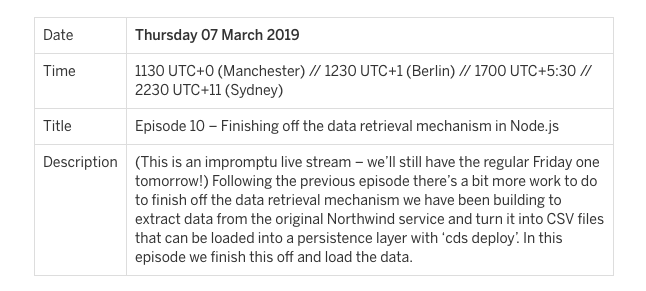 Date
Thursday 07 March 2019
Time
1130 UTC+0 (Manchester) // 1230 UTC+1 (Berlin) // 1700 UTC+5:30 //
2230 UTC+11 (Sydney)
Title
Episode 10 – Finishing off the data retrieval mechanism in Node.js
Description
(This is an impromptu live stream – we’ll still have the regular Friday one
tomorrow!) Following the previous episode there’s a bit more work to do
to finish off the data retrieval mechanism we have been building to
extract data from the original Northwind service and turn it into CSV files
that can be loaded into a persistence layer with ‘cds deploy’. In this
episode we finish this off and load the data.